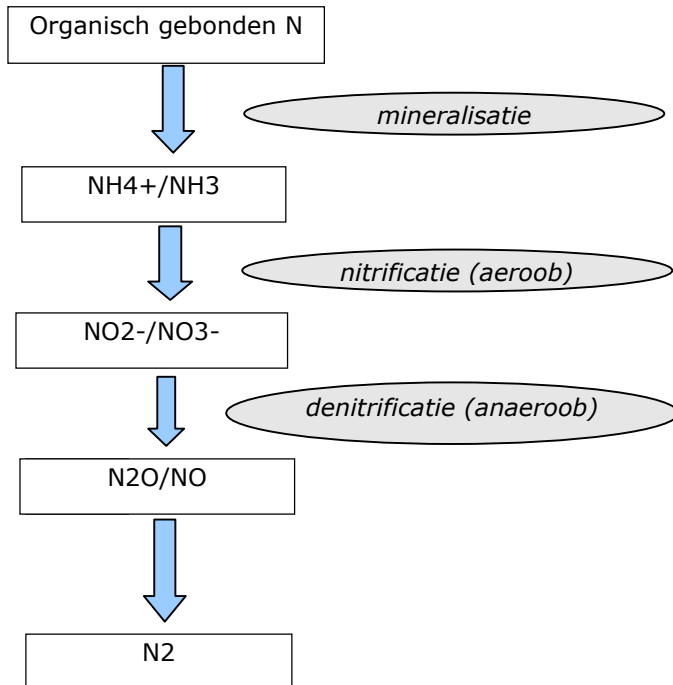 Organisch gebonden N
mineralisatie
NH4+/NH3
nitrificatie (aeroob)
NO2-/NO3-
denitrificatie (anaeroob)
N2O/NO
N2